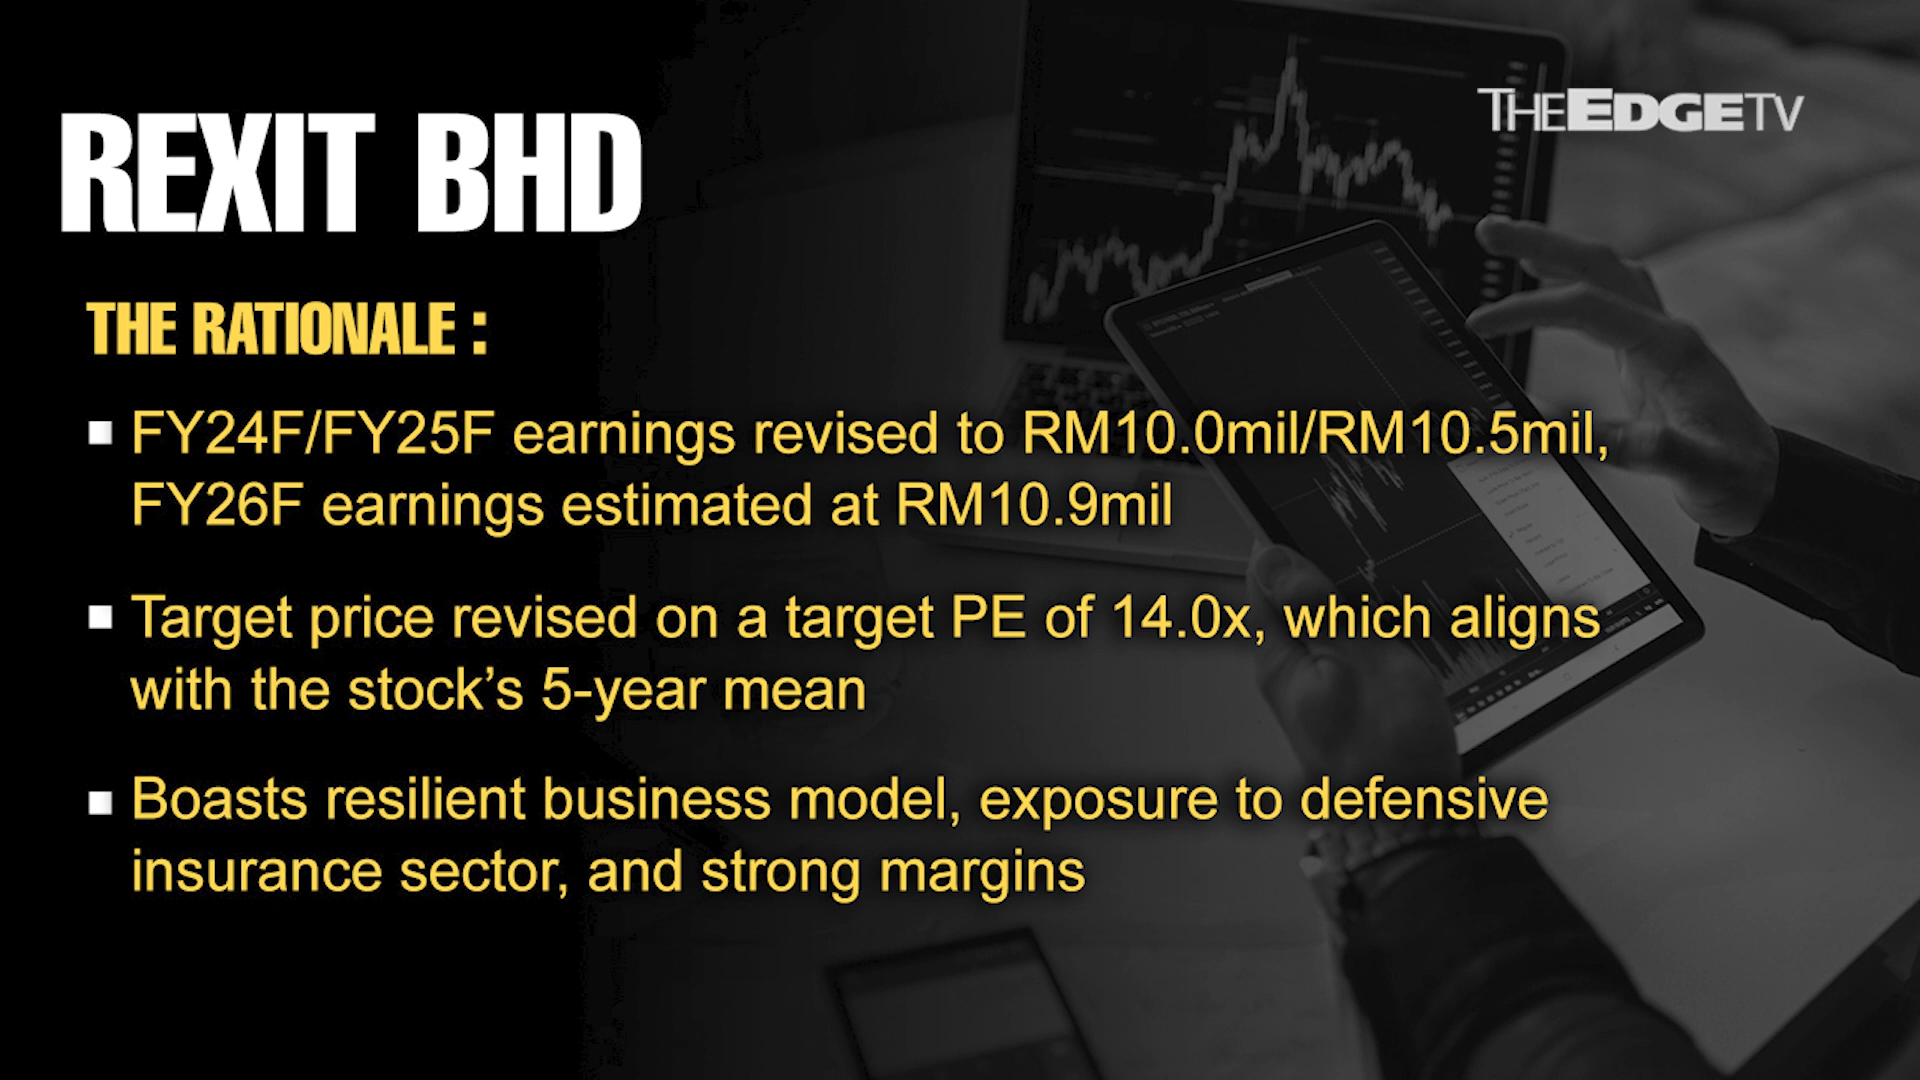 THEEDGETV
REXIT BHD
THE RATIONALE :
FY24F/FY25F earnings revised to RM10.0mil/RM10.5mil,
FY26F earnings estimated at RM10.9mil
Target price revised on a target PE of 14.0x, which aligns
with the stock’s 5-year mean
Boasts resilient business model, exposure to defensive
insurance sector, and strong margins